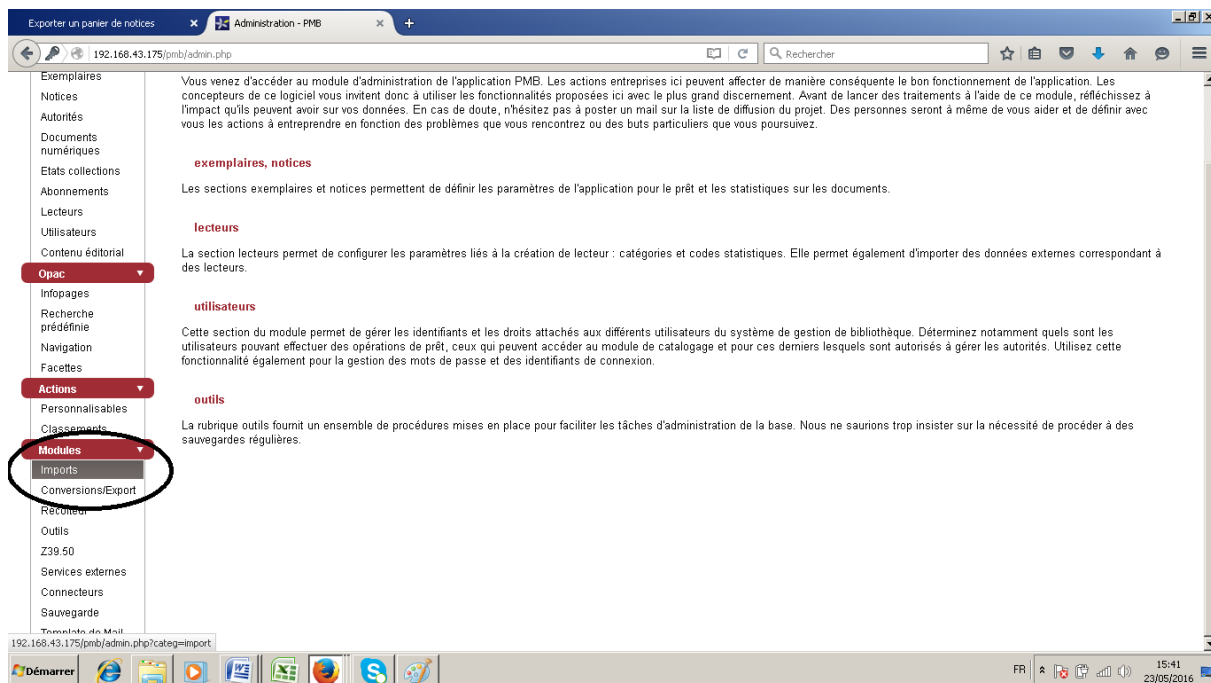 Exporter un panier de notices
Administration - PMB
192.168.43.175/pmb/admin.php
Rechercher
Exemplaires
Notices
Autorités
Documents
numériques
Etats collections
Abonnements
Lecteurs
Utilisateurs
Contenu éditorial
Opac
Infopages
Recherche
prédéfinie
Navigation
Facettes
Actions
Personnalisables
Classements
Modules
Imports
Conversions/Export
Récolteur
Outils
Z39.50
Services externes
Connecteurs
Sauvegarde
Template de Mail
Vous venez d'accéder au module d'administration de l'application PMB. Les actions entreprises ici peuvent affecter de manière conséquente le bon fonctionnement de l'application. Les
concepteurs de ce logiciel vous invitent donc à utiliser les fonctionnalités proposées ici avec le plus grand discernement. Avant de lancer des traitements à l'aide de ce module, réfléchissez à
l'impact qu'ils peuvent avoir sur vos données. En cas de doute, n'hésitez pas à poster un mail sur la liste de diffusion du projet. Des personnes seront à même de vous aider et de définir avec
vous les actions à entreprendre en fonction des problèmes que vous rencontrez ou des buts particuliers que vous poursuivez.
exemplaires, notices
Les sections exemplaires et notices permettent de définir les paramètres de l'application pour le prêt et les statistiques sur les documents.
lecteurs
La section lecteurs permet de configurer les paramètres liés à la création de lecteur : catégories et codes statistiques. Elle permet également d'importer des données externes correspondant à
des lecteurs.
utilisateurs
Cette section du module permet de gérer les identifiants et les droits attachés aux différents utilisateurs du système de gestion de bibliothèque. Déterminez notamment quels sont les
utilisateurs pouvant effectuer des opérations de prêt, ceux qui peuvent accéder au module de catalogage et pour ces derniers lesquels sont autorisés à gérer les autorités. Utilisez cette
fonctionnalité également pour la gestion des mots de passe et des identifiants de connexion.
outils
La rubrique outils fournit un ensemble de procédures mises en place pour faciliter les tâches d'administration de la base. Nous ne saurions trop insister sur la nécessité de procéder à des
sauvegardes régulières.
192.168.43.175/pmb/admin.php?categ=import
Démarrer
FR
15:41
23/05/2016